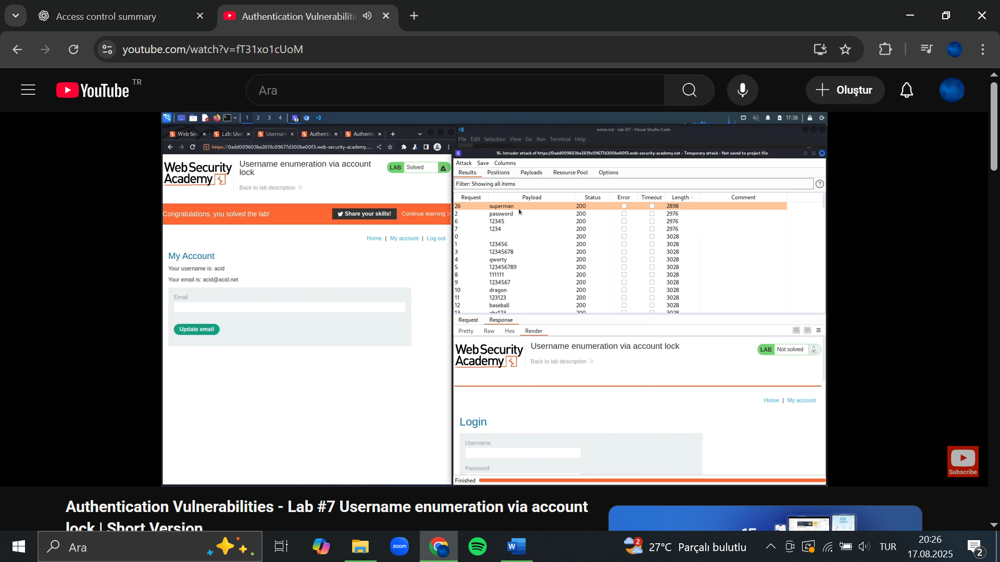 Access control summary
Authentication Vulnerabiliti
youtube.com/watch?v=fT31xo1cUoM
YouTube TR
Ara
Oluştur
1 2 3 4
17:38
Web Sec
Lab: User
Usernam
Authentic
Authentic
https://0add009603be2619c09677d300be00f3.web-security-academy....
Web Security
Academy
Username enumeration via account
lock
Back to lab description
LAB Solved
Congratulations, you solved the lab!
Share your skills!
Continue learning
Home | My account | Log out
My Account
Your username is: acid
Your email is: acid@acid.net
Email
Update email
notes.txt - lab-07 - Visual Studio Code
File Edit Selection View Go Run Terminal Help
16. Intruder attack of https://0add009603be2619c09677d300be00f3.web-security-academy.net - Temporary attack - Not saved to project file
Attack Save Columns
Results Positions Payloads Resource Pool Options
Filter: Showing all items
Request Payload Status Error Timeout Length Comment
26 superman 200 2898
2 password 200 2976
6 12345 200 2976
7 1234 200 2976
0 200 3028
1 123456 200 3028
3 12345678 200 3028
4 qwerty 200 3028
5 123456789 200 3028
8 111111 200 3028
9 1234567 200 3028
10 dragon 200 3028
11 123123 200 3028
12 baseball 200 3028
13 abc123 200 3028
Request Response
Pretty Raw Hex Render
Web Security
Academy
Username enumeration via account lock
Back to lab description
LAB Not solved
Home | My account
Login
Username
Password
Finished
Subscribe
Authentication Vulnerabilities - Lab #7 Username enumeration via account
lock | Short Version
Ara
zoom
W
2
27°C Parçalı bulutlu
TUR
20:26
17.08.2025
2